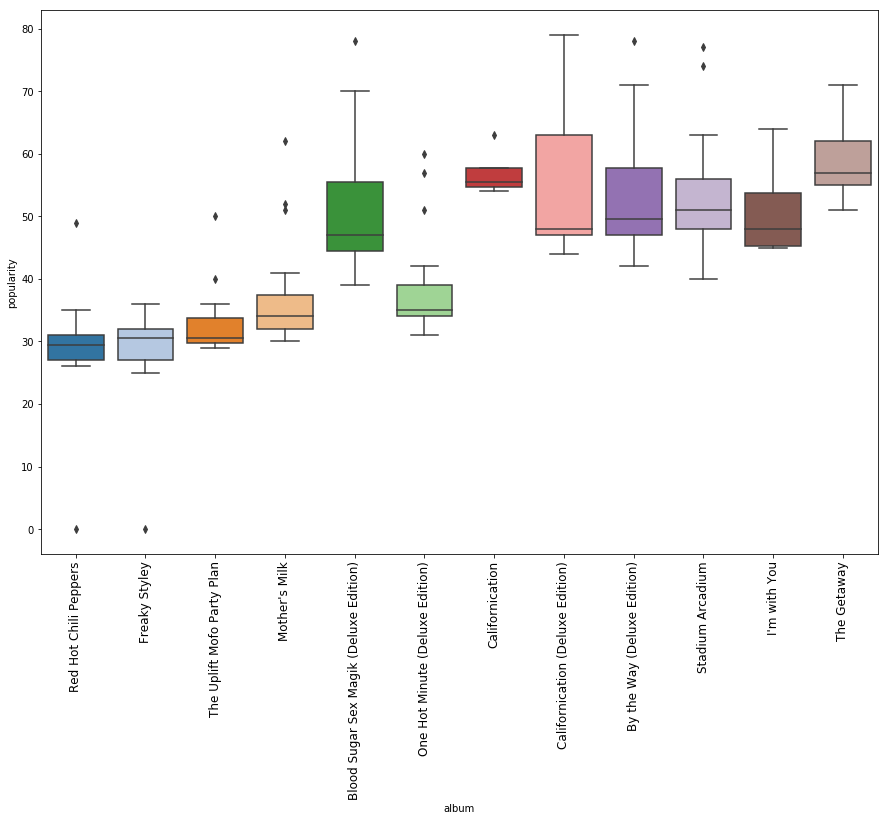 80
70
60
50
40
30
20
10
0
popularity
Red Hot Chili Peppers
Freaky Styley
The Uplift Mofo Party Plan
Mother's Milk
Blood Sugar Sex Magik (Deluxe Edition)
One Hot Minute (Deluxe Edition)
Californication
Californication (Deluxe Edition)
By the Way (Deluxe Edition)
Stadium Arcadium
I'm with You
The Getaway
album